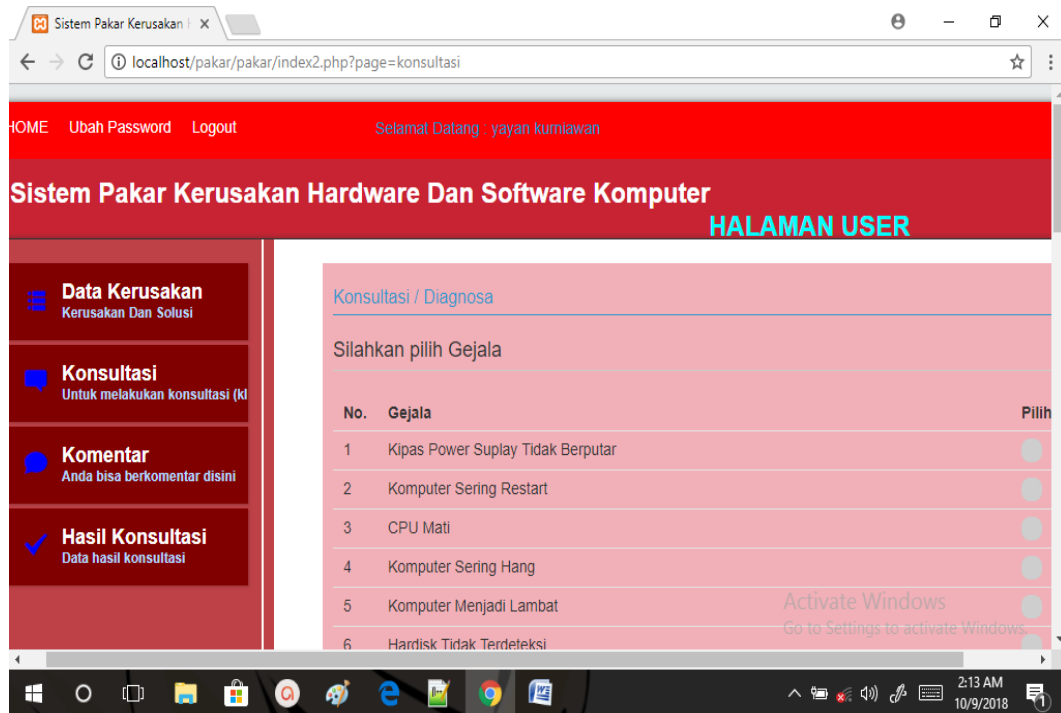 Sistem Pakar Kerusakan H
localhost/pakar/pakar/index2.php?page=konsultasi
HOME Ubah Password Logout Selamat Datang : yayan kurniawan
Sistem Pakar Kerusakan Hardware Dan Software Komputer
HALAMAN USER
Data Kerusakan
Kerusakan Dan Solusi
Konsultasi
Untuk melakukan konsultasi (kl
Komentar
Anda bisa berkomentar disini
Hasil Konsultasi
Data hasil konsultasi
Konsultasi / Diagnosa
Silahkan pilih Gejala
No. Gejala Pilih
1 Kipas Power Suplay Tidak Berputar
2 Komputer Sering Restart
3 CPU Mati
4 Komputer Sering Hang
5 Komputer Menjadi Lambat
6 Hardisk Tidak Terdeteksi
Activate Windows
Go to Settings to activate Windows.
2:13 AM
10/9/2018